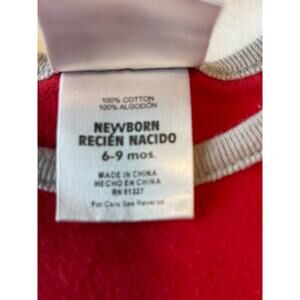 100% COTTON
100% ALGODÓN
NEWBORN
RECIÉN NACIDO
6-9 mos.
MADE IN CHINA
HECHO EN CHINA
RN 91327
For Care See Reverse